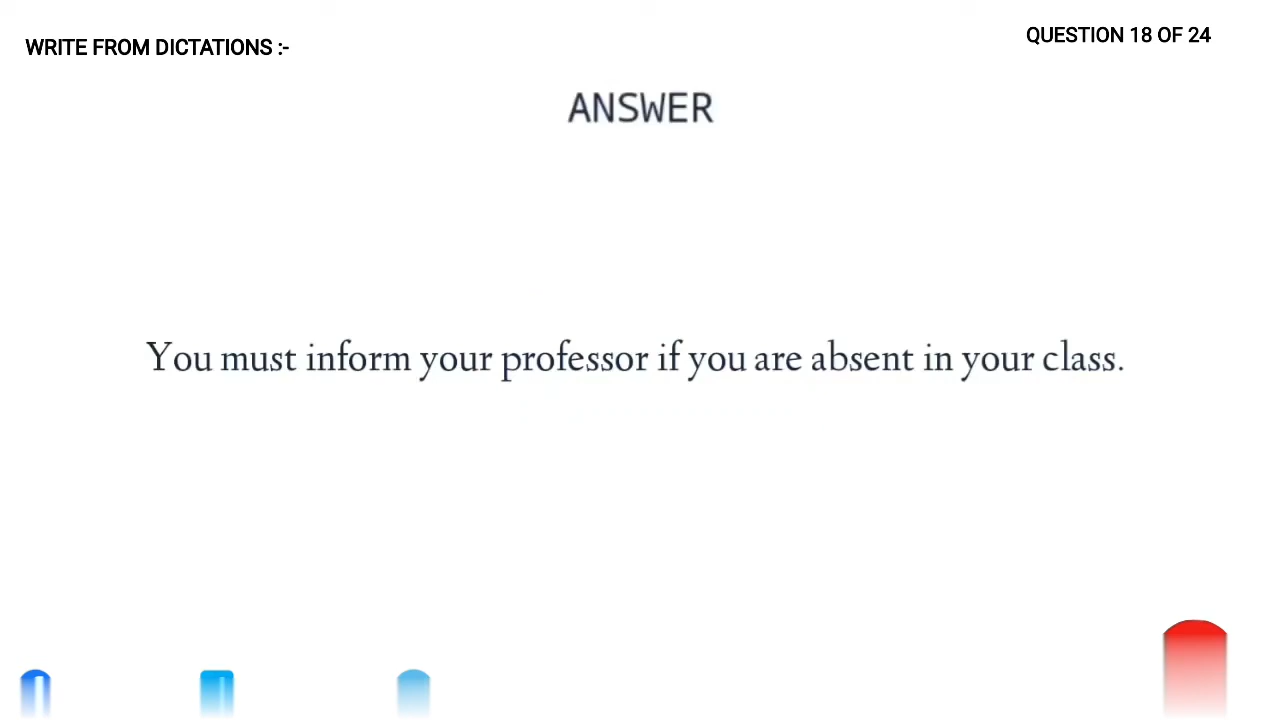 WRITE FROM DICTATIONS :-
QUESTION 18 OF 24
ANSWER
You must inform your professor if you are absent in your class.